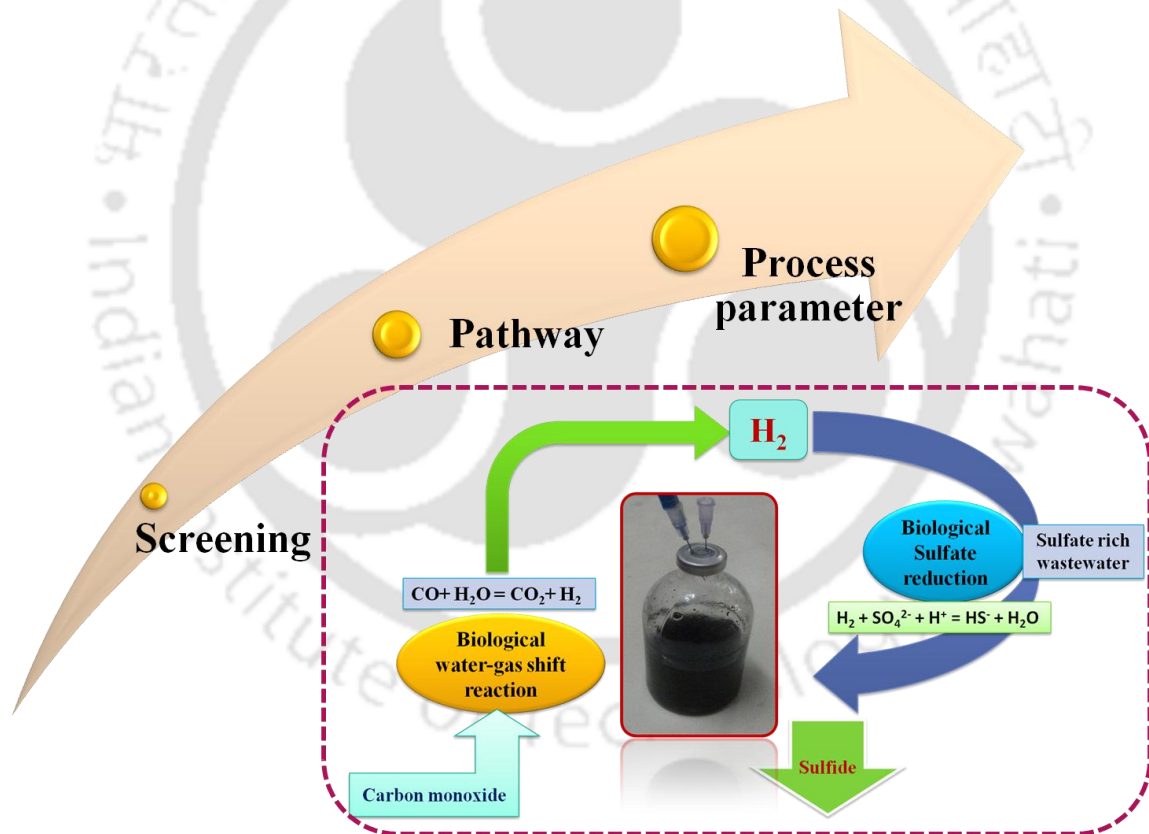 Process
parameter
Pathway
Screening
H₂
Biological
Sulfate
reduction
Sulfate rich
wastewater
CO+ H₂O = CO₂+ H₂
H₂ + SO₄²⁻ + H⁺ = HS⁻ + H₂O
Biological
water-gas shift
reaction
Sulfide
Carbon monoxide
Indian